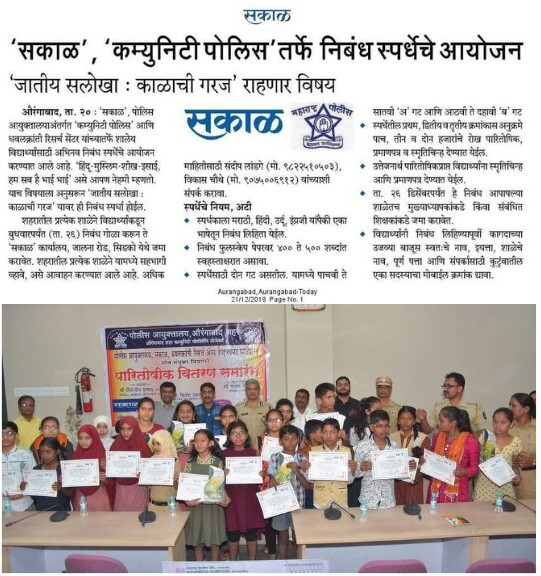 सकाळ
‘सकाळ’, ‘कम्युनिटी पोलिस’तर्फे निबंध स्पर्धेचे आयोजन
‘जातीय सलोखा : काळाची गरज’ राहणार विषय
औरंगाबाद, ता. २० : ‘सकाळ’, पोलिस
आयुक्तालयाअंतर्गत ‘कम्युनिटी पोलिस’ आणि
धवलक्रांती रिसर्च सेंटर यांच्यातर्फे शालेय
विद्यार्थ्यांसाठी अभिनव निबंध स्पर्धेचे आयोजन
करण्यात आले आहे. ‘हिंदू-मुस्लिम-शीख-इसाई,
हम सब है भाई भाई’ असे आपण नेहमी म्हणतो.
याच विषयाला अनुसरून ‘जातीय सलोखा :
काळाची गरज’ यावर ही निबंध स्पर्धा होईल.
शहरातील प्रत्येक शाळेने विद्यार्थ्यांकडून
बुधवारपर्यंत (ता. २६) निबंध गोळा करून ते
‘सकाळ’ कार्यालय, जालना रोड, सिडको येथे जमा
करावेत. शहरातील प्रत्येक शाळेने यामध्ये सहभागी
व्हावे, असे आवाहन करण्यात आले आहे. अधिक
सकाळ
महाराष्ट्र पोलीस
माहितीसाठी संदीप लांडगे (मो. ९८२२५१०५०३),
विकास चौथे (मो. ९०७५००६९१२) यांच्याशी
संपर्क करावा.
स्पर्धेचे नियम, अटी
स्पर्धकाला मराठी, हिंदी, उर्दू, इंग्रजी यांपैकी एका
भाषेतून निबंध लिहिता येईल.
निबंध फुलस्केप पेपरवर ४०० ते ५०० शब्दांत
स्वहस्ताक्षरात असावा.
स्पर्धेसाठी दोन गट असतील. यामध्ये पाचवी ते
सातवी ‘अ’ गट आणि आठवी ते दहावी ‘ब’ गट
स्पर्धेतील प्रथम, द्वितीय व तृतीय क्रमांकास अनुक्रमे
पाच, तीन व दोन हजारांचे रोख पारितोषिक,
प्रमाणपत्र व स्मृतिचिन्ह देण्यात येईल.
उत्तेजनार्थ पारितोषिकप्राप्त विद्यार्थ्यांना स्मृतिचिन्ह
आणि प्रमाणपत्र देण्यात येईल.
ता. २६ डिसेंबरपर्यंत हे निबंध आपापल्या
शाळेतच मुख्याध्यापकांकडे किंवा संबंधित
शिक्षकांकडे जमा करावेत.
विद्यार्थ्यांनी निबंध लिहिण्यापूर्वी कागदाच्या
उजव्या बाजूस स्वतःचे नाव, इयत्ता, शाळेचे
नाव, पूर्ण पत्ता आणि संपर्कासाठी कुटुंबातील
एका सदस्याचा मोबाईल क्रमांक द्यावा.
Aurangabad,Aurangabad-Today
21/12/2018 Page No. 1
पोलीस आयुक्तालय, औरंगाबाद शहर
पारितोषीक वितरण समारंभ